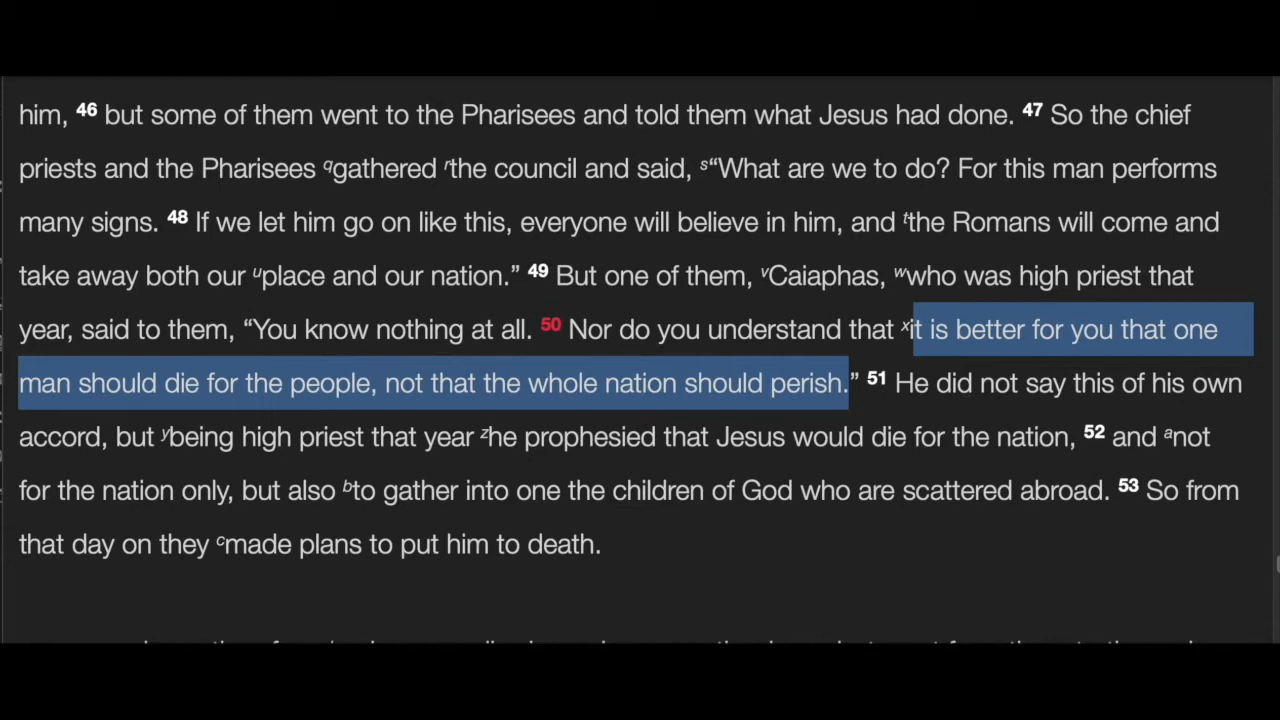 him, 46 but some of them went to the Pharisees and told them what Jesus had done. 47 So the chief
priests and the Pharisees qgathered rthe council and said, s“What are we to do? For this man performs
many signs. 48 If we let him go on like this, everyone will believe in him, and tthe Romans will come and
take away both our uplace and our nation.” 49 But one of them, vCaiaphas, wwho was high priest that
year, said to them, “You know nothing at all. 50 Nor do you understand that xit is better for you that one
man should die for the people, not that the whole nation should perish.” 51 He did not say this of his own
accord, but ybeing high priest that year zhe prophesied that Jesus would die for the nation, 52 and anot
for the nation only, but also bto gather into one the children of God who are scattered abroad. 53 So from
that day on they cmade plans to put him to death.